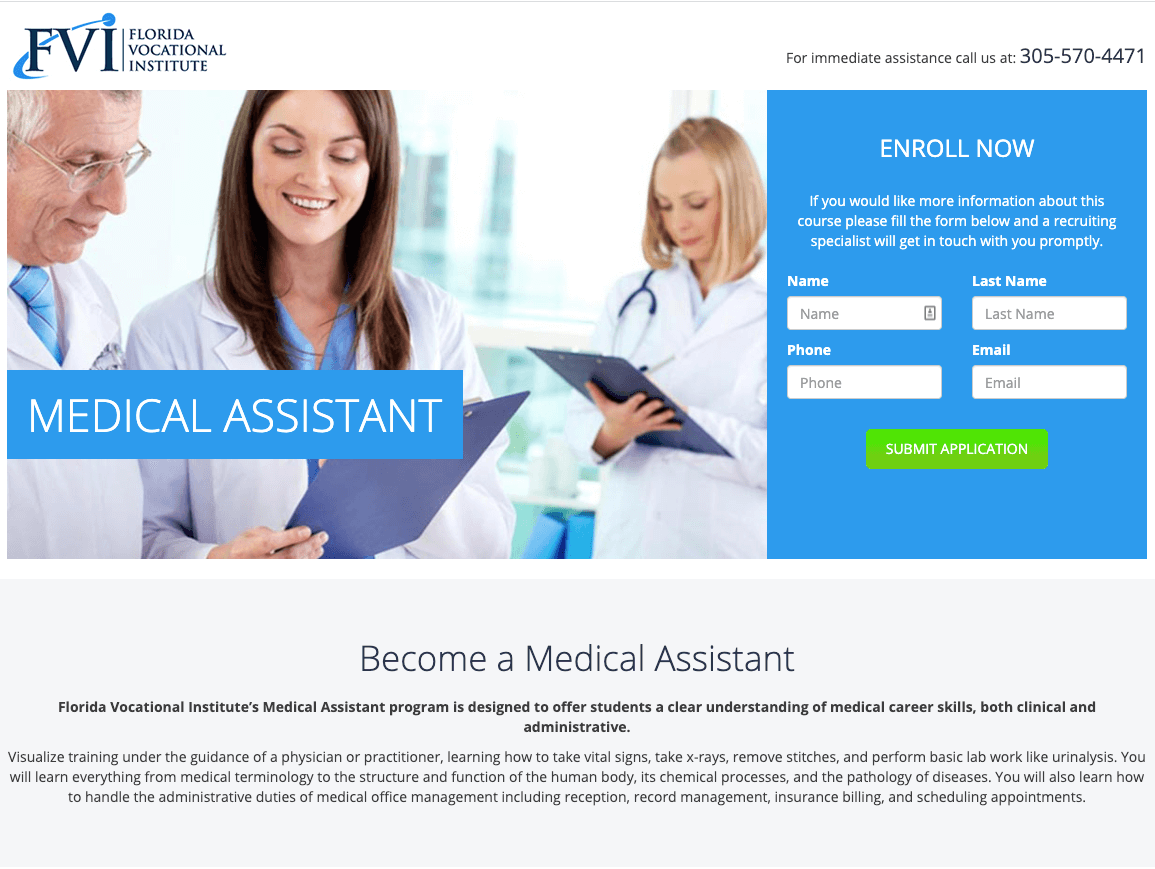 FVI
FLORIDA
VOCATIONAL
INSTITUTE
For immediate assistance call us at: 305-570-4471
MEDICAL ASSISTANT
ENROLL NOW
If you would like more information about this
course please fill the form below and a recruiting
specialist will get in touch with you promptly.
Name Last Name
Name Last Name
Phone Email
Phone Email
SUBMIT APPLICATION
Become a Medical Assistant
Florida Vocational Institute’s Medical Assistant program is designed to offer students a clear understanding of medical career skills, both clinical and
administrative.
Visualize training under the guidance of a physician or practitioner, learning how to take vital signs, take x-rays, remove stitches, and perform basic lab work like urinalysis. You
will learn everything from medical terminology to the structure and function of the human body, its chemical processes, and the pathology of diseases. You will also learn how
to handle the administrative duties of medical office management including reception, record management, insurance billing, and scheduling appointments.